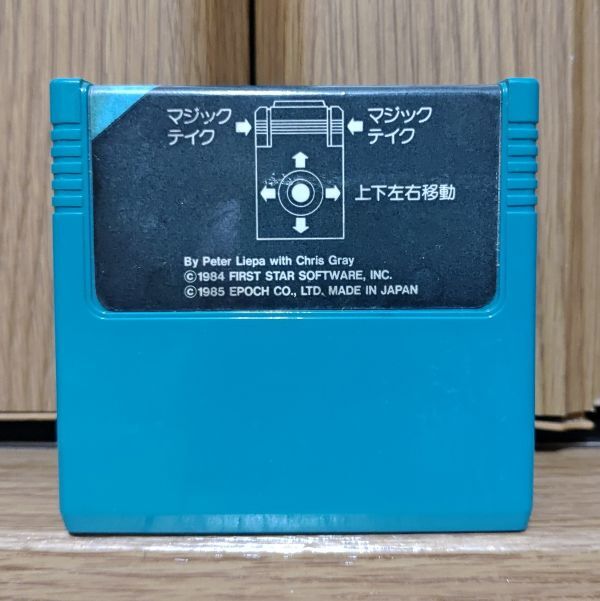 マジック
テイク
マジック
テイク
上下左右移動
By Peter Liepa with Chris Gray
©1984 FIRST STAR SOFTWARE, INC.
©1985 EPOCH CO., LTD. MADE IN JAPAN